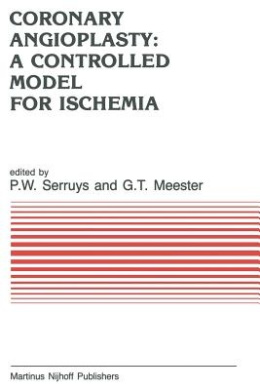 CORONARY
ANGIOPLASTY:
A CONTROLLED
MODEL
FOR ISCHEMIA
edited by
P.W. Serruys and G.T. Meester
Martinus Nijhoff Publishers